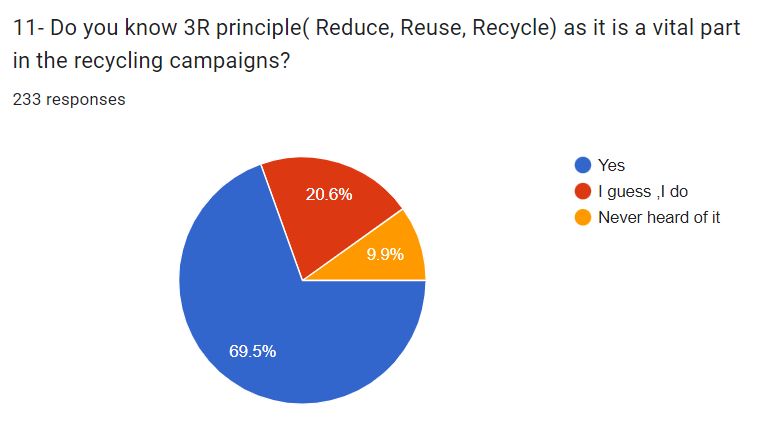 11- Do you know 3R principle( Reduce, Reuse, Recycle) as it is a vital part
in the recycling campaigns?
233 responses
20.6%
9.9%
69.5%
Yes
I guess ,I do
Never heard of it